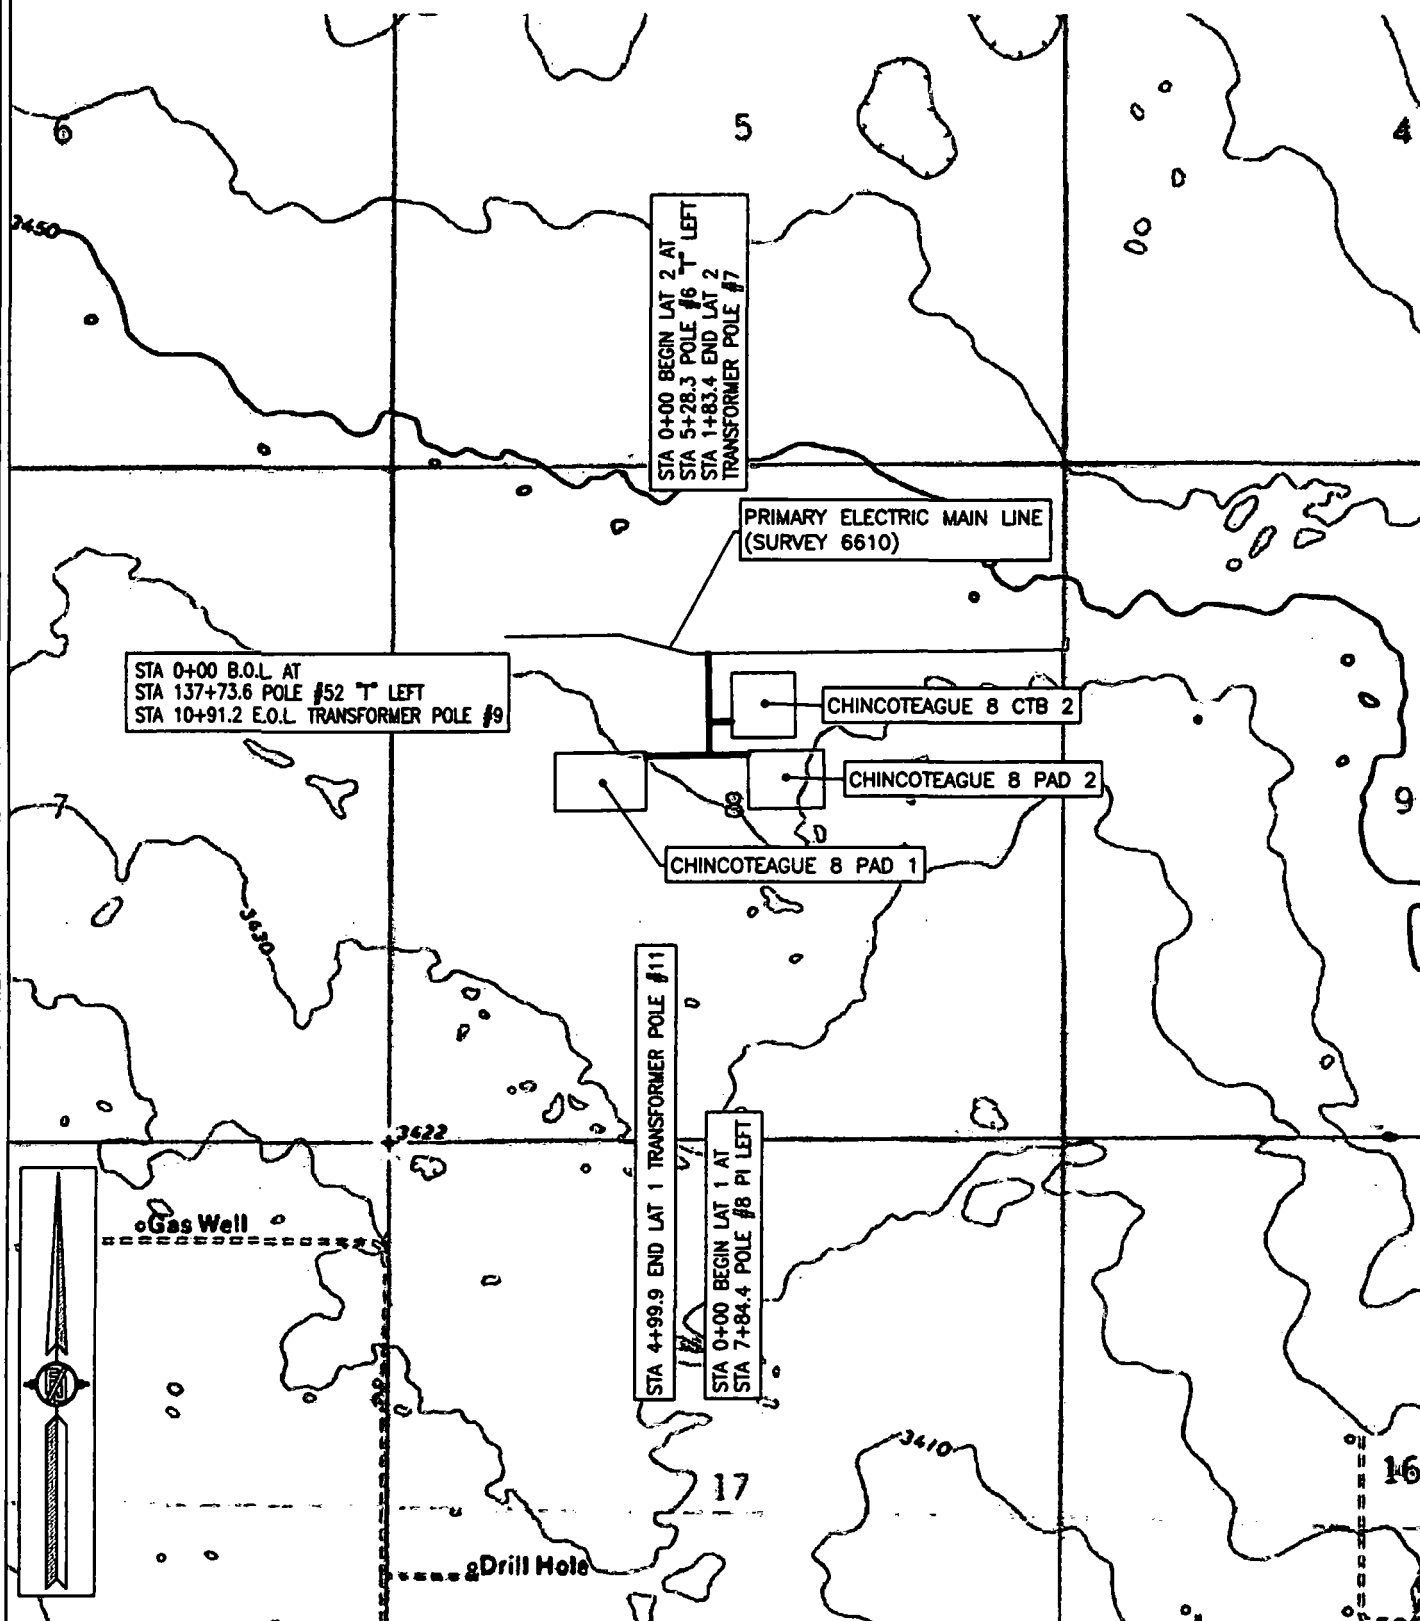 6
5
4
3450
STA 0+00 BEGIN LAT 2 AT
STA 5+28.3 POLE #6 "T" LEFT
STA 1+83.4 END LAT 2
TRANSFORMER POLE #7
PRIMARY ELECTRIC MAIN LINE
(SURVEY 6610)
STA 0+00 B.O.L. AT
STA 137+73.6 POLE #52 "T" LEFT
STA 10+91.2 E.O.L. TRANSFORMER POLE #9
CHINCOTEAGUE 8 CTB 2
CHINCOTEAGUE 8 PAD 2
7
9
CHINCOTEAGUE 8 PAD 1
3430
STA 4+99.9 END LAT 1 TRANSFORMER POLE #11
STA 0+00 BEGIN LAT 1 AT
STA 7+84.4 POLE #8 PI LEFT
3422
Gas Well
3410
17
16
Drill Hole